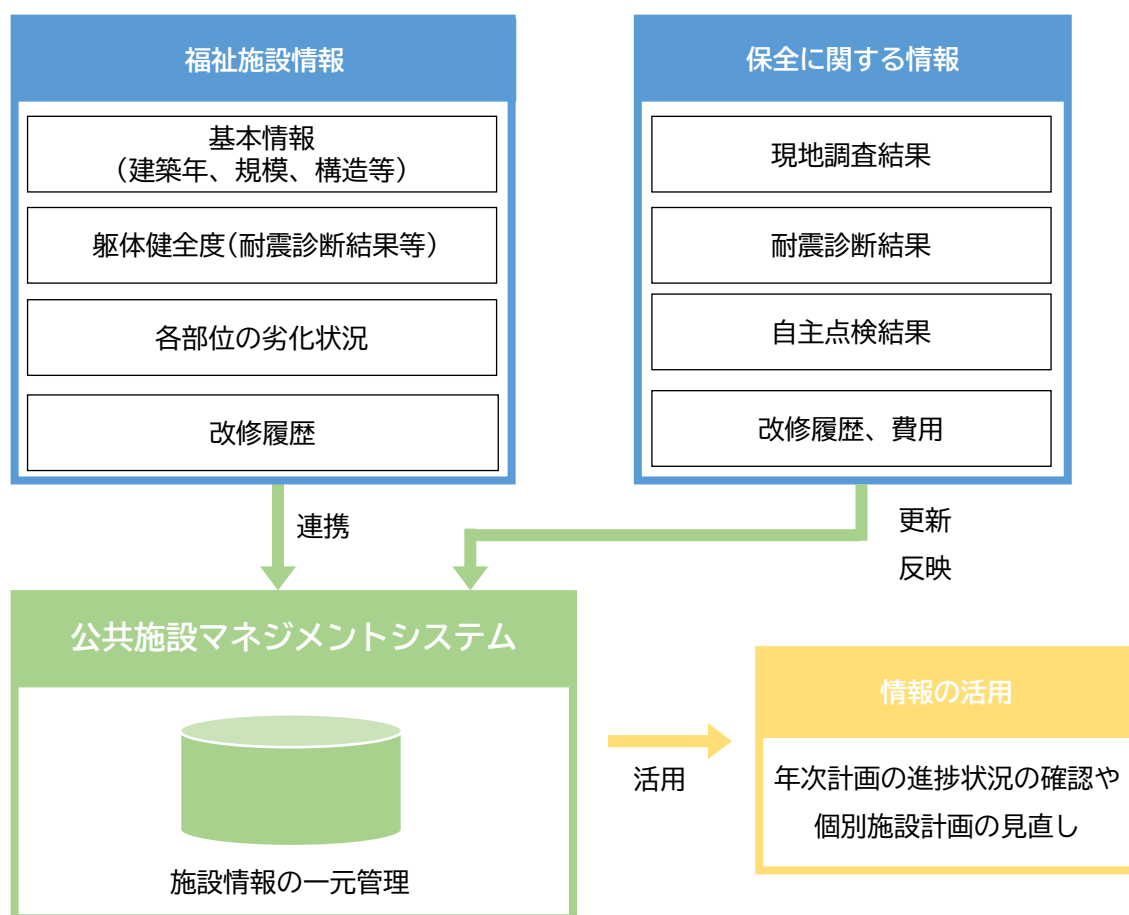 福祉施設情報
基本情報
（建築年、規模、構造等）
躯体健全度（耐震診断結果等）
各部位の劣化状況
改修履歴
保全に関する情報
現地調査結果
耐震診断結果
自主点検結果
改修履歴、費用
連携
更新
反映
公共施設マネジメントシステム
施設情報の一元管理
活用
情報の活用
年次計画の進捗状況の確認や
個別施設計画の見直し